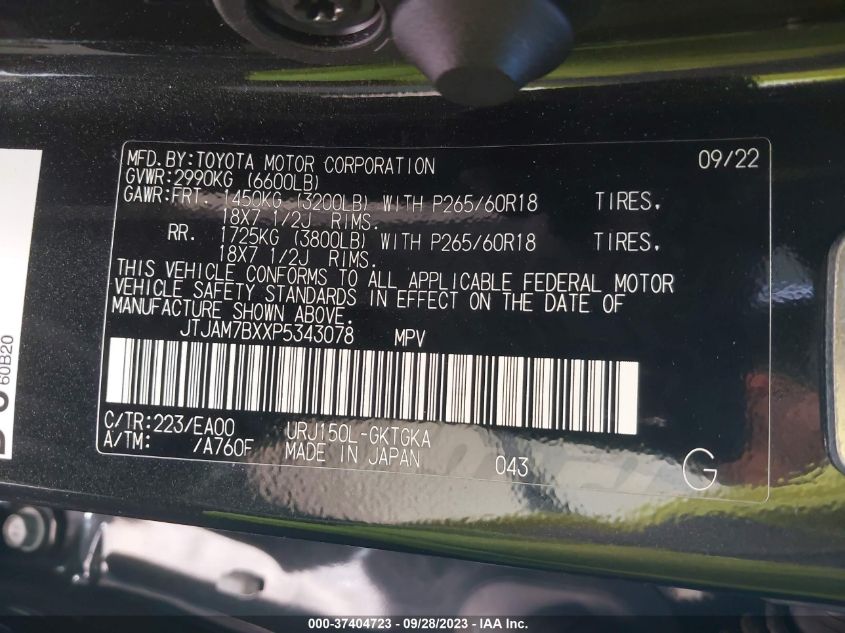 MFD.BY:TOYOTA MOTOR CORPORATION 09/22
GVWR:2990KG (6600LB)
GAWR:FRT. 1450KG (3200LB) WITH P265/60R18 TIRES.
18X7 1/2J RIMS.
RR. 1725KG (3800LB) WITH P265/60R18 TIRES.
18X7 1/2J RIMS.
THIS VEHICLE CONFORMS TO ALL APPLICABLE FEDERAL MOTOR
VEHICLE SAFETY STANDARDS IN EFFECT ON THE DATE OF
MANUFACTURE SHOWN ABOVE.
JTJAM7BXXP5343078 MPV
C/TR:223/EA00 URJ150L-GKTGKA
A/TM: /A760F MADE IN JAPAN 043 G
60B20
000-37404723 - 09/28/2023 - IAA Inc.